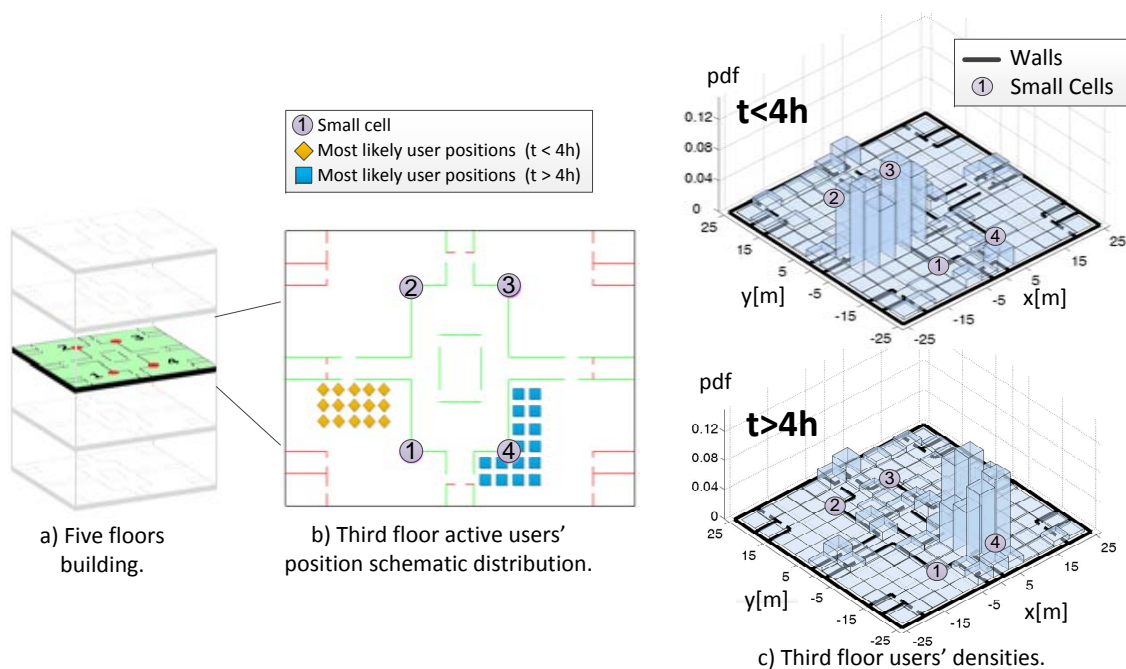 1 Small cell
Most likely user positions (t < 4h)
Most likely user positions (t > 4h)
2
3
1
4
a) Five floors
building.
2
3
1
4
b) Third floor active users'
position schematic distribution.
Walls
1 Small Cells
pdf
t<4h
0.12
0.08
0.04
0
25
15
5
-5
-15
-25
y[m]
-25
-15
-5
5
15
25
x[m]
3
2
4
1
pdf
t>4h
0.12
0.08
0.04
0
25
15
5
-5
-15
-25
y[m]
-25
-15
-5
5
15
25
x[m]
3
2
4
1
c) Third floor users' densities.